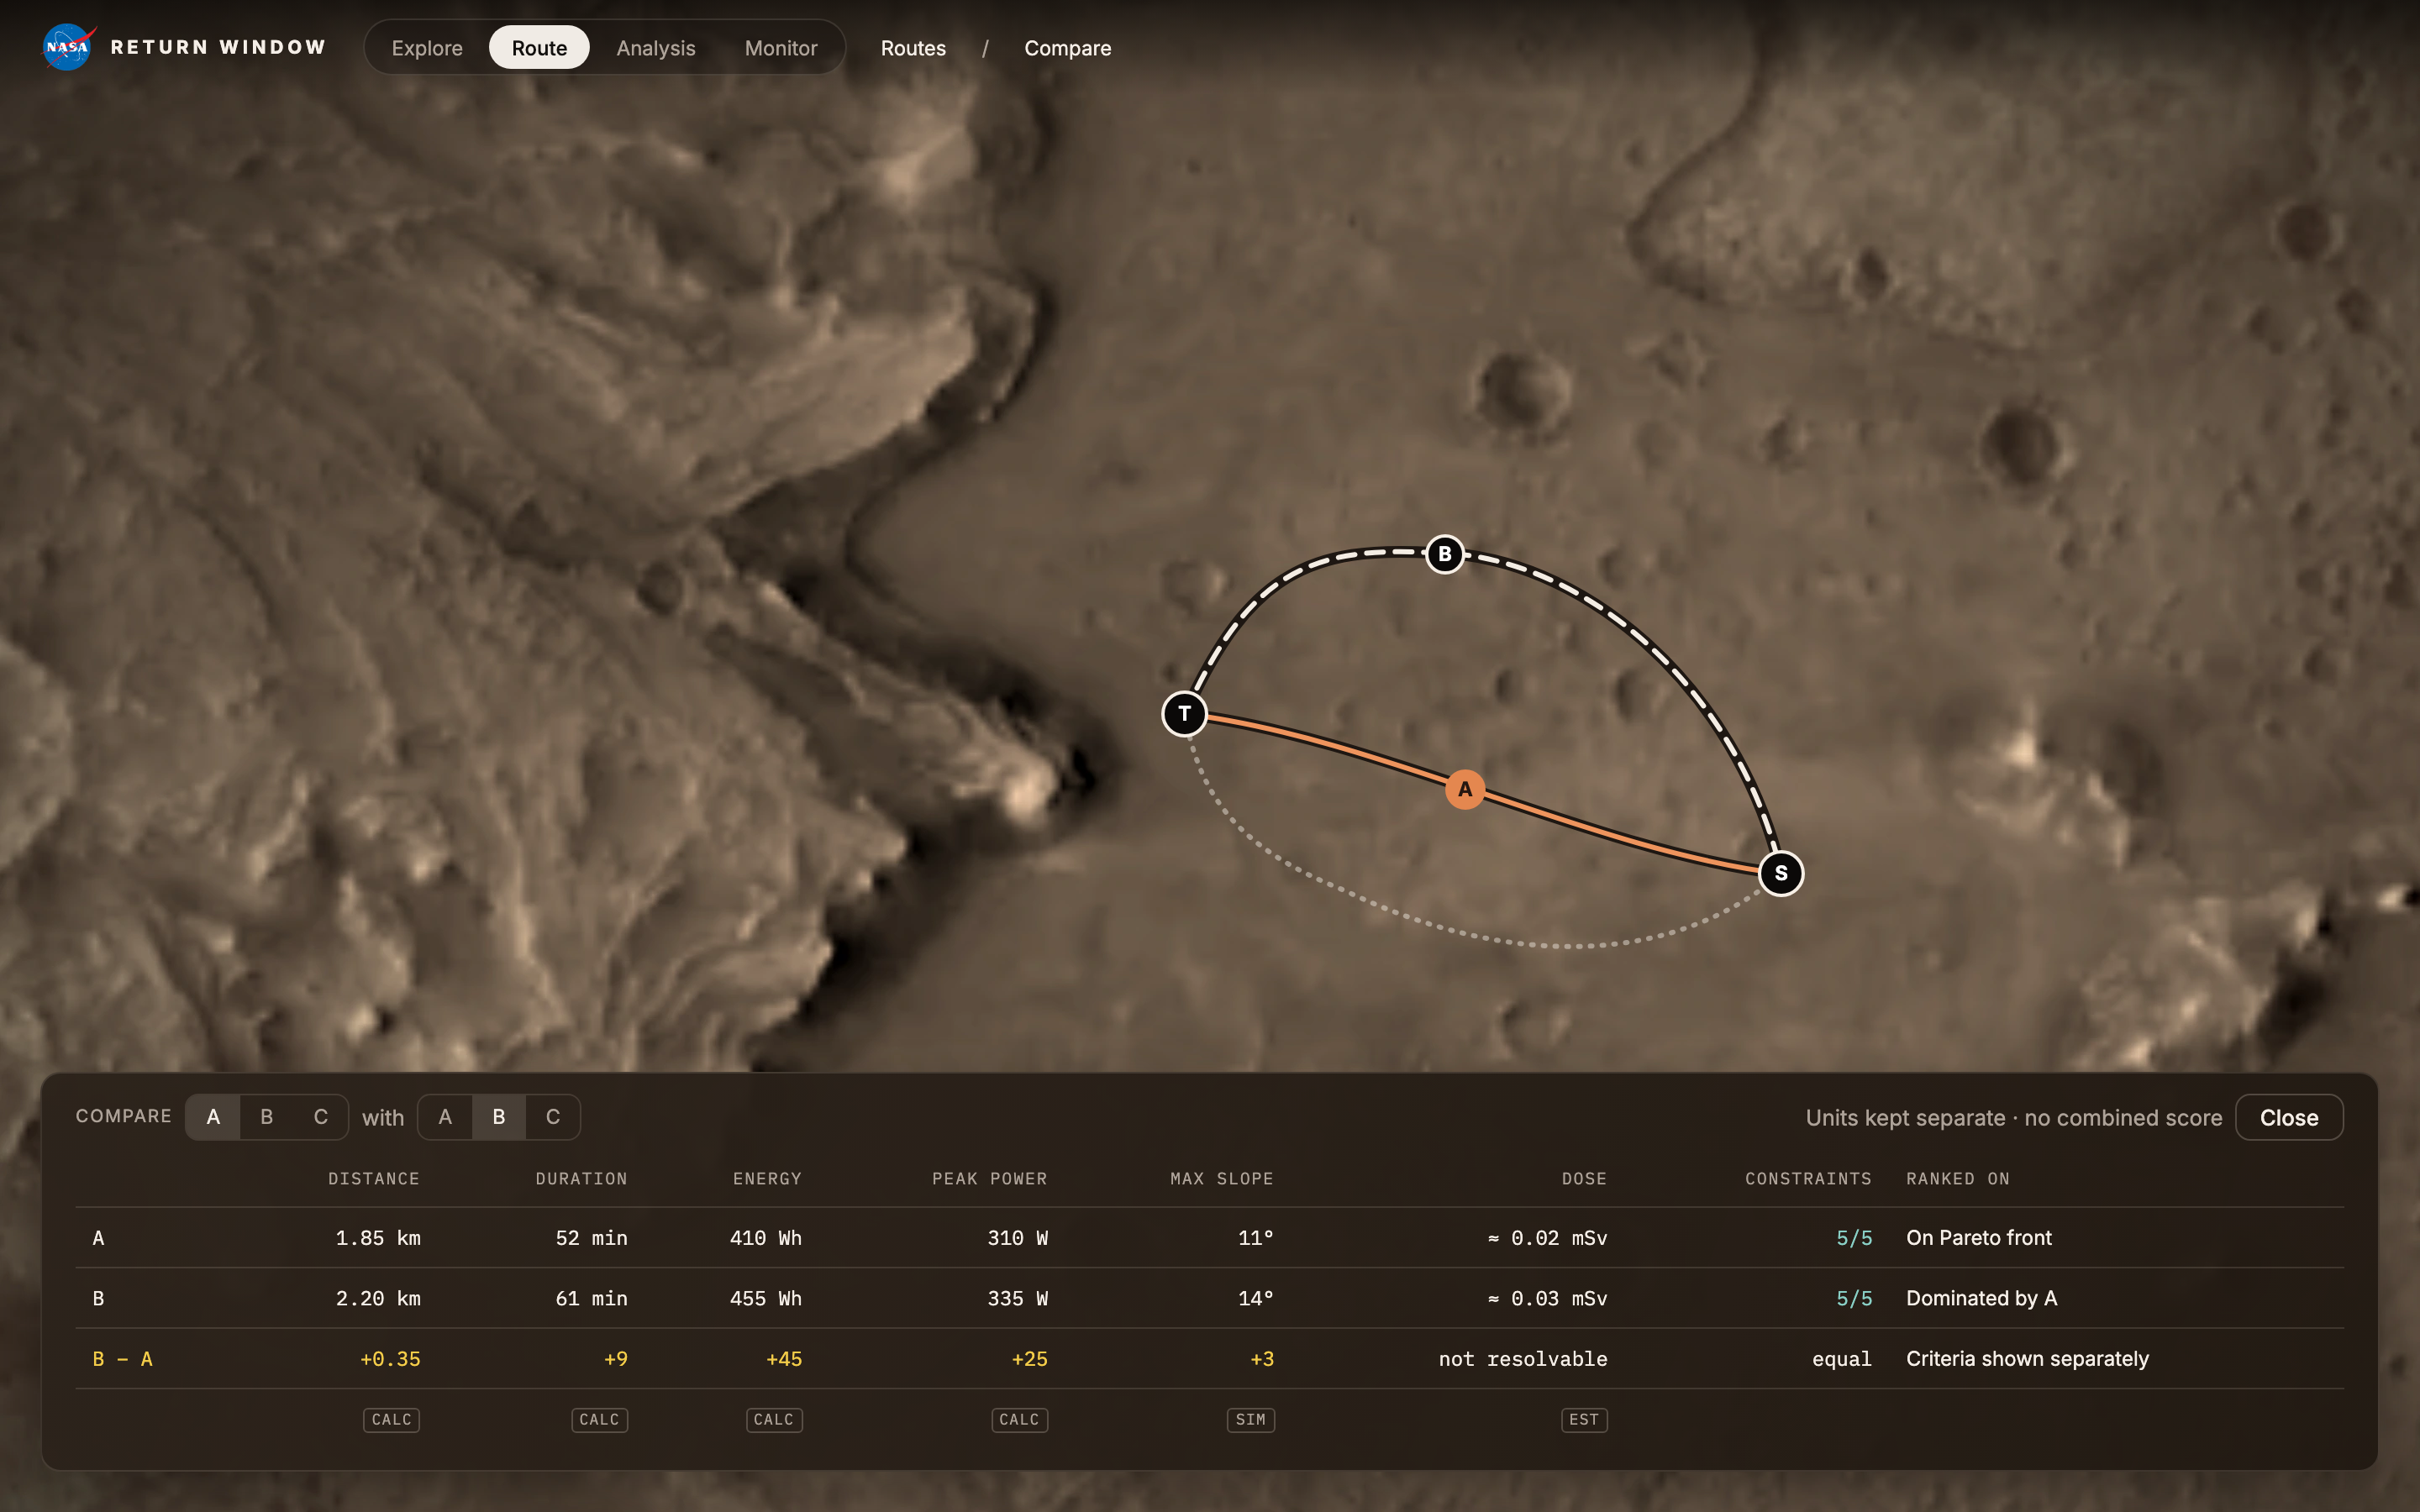 NASA RETURN WINDOW Explore Route Analysis Monitor Routes / Compare
B
T
A
S
COMPARE A B C with A B C Units kept separate · no combined score Close
DISTANCE DURATION ENERGY PEAK POWER MAX SLOPE DOSE CONSTRAINTS RANKED ON
A 1.85 km 52 min 410 Wh 310 W 11° ≈ 0.02 mSv 5/5 On Pareto front
B 2.20 km 61 min 455 Wh 335 W 14° ≈ 0.03 mSv 5/5 Dominated by A
B − A +0.35 +9 +45 +25 +3 not resolvable equal Criteria shown separately
CALC CALC CALC CALC SIM EST